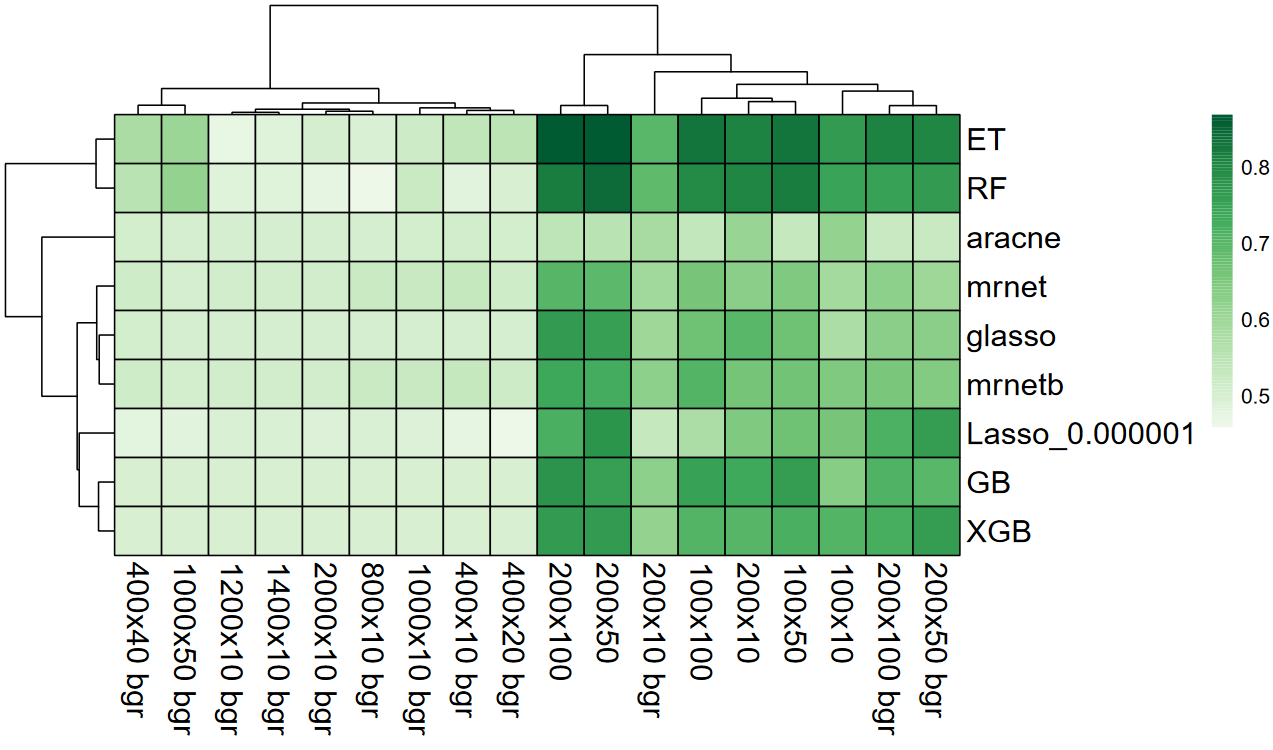 ET
RF
aracne
mrnet
glasso
mrnetb
Lasso_0.000001
GB
XGB
0.8
0.7
0.6
0.5
400x40 bgr
1000x50 bgr
1200x10 bgr
1400x10 bgr
2000x10 bgr
800x10 bgr
1000x10 bgr
400x10 bgr
400x20 bgr
200x100
200x50
200x10 bgr
100x100
200x10
100x50
100x10
200x100 bgr
200x50 bgr